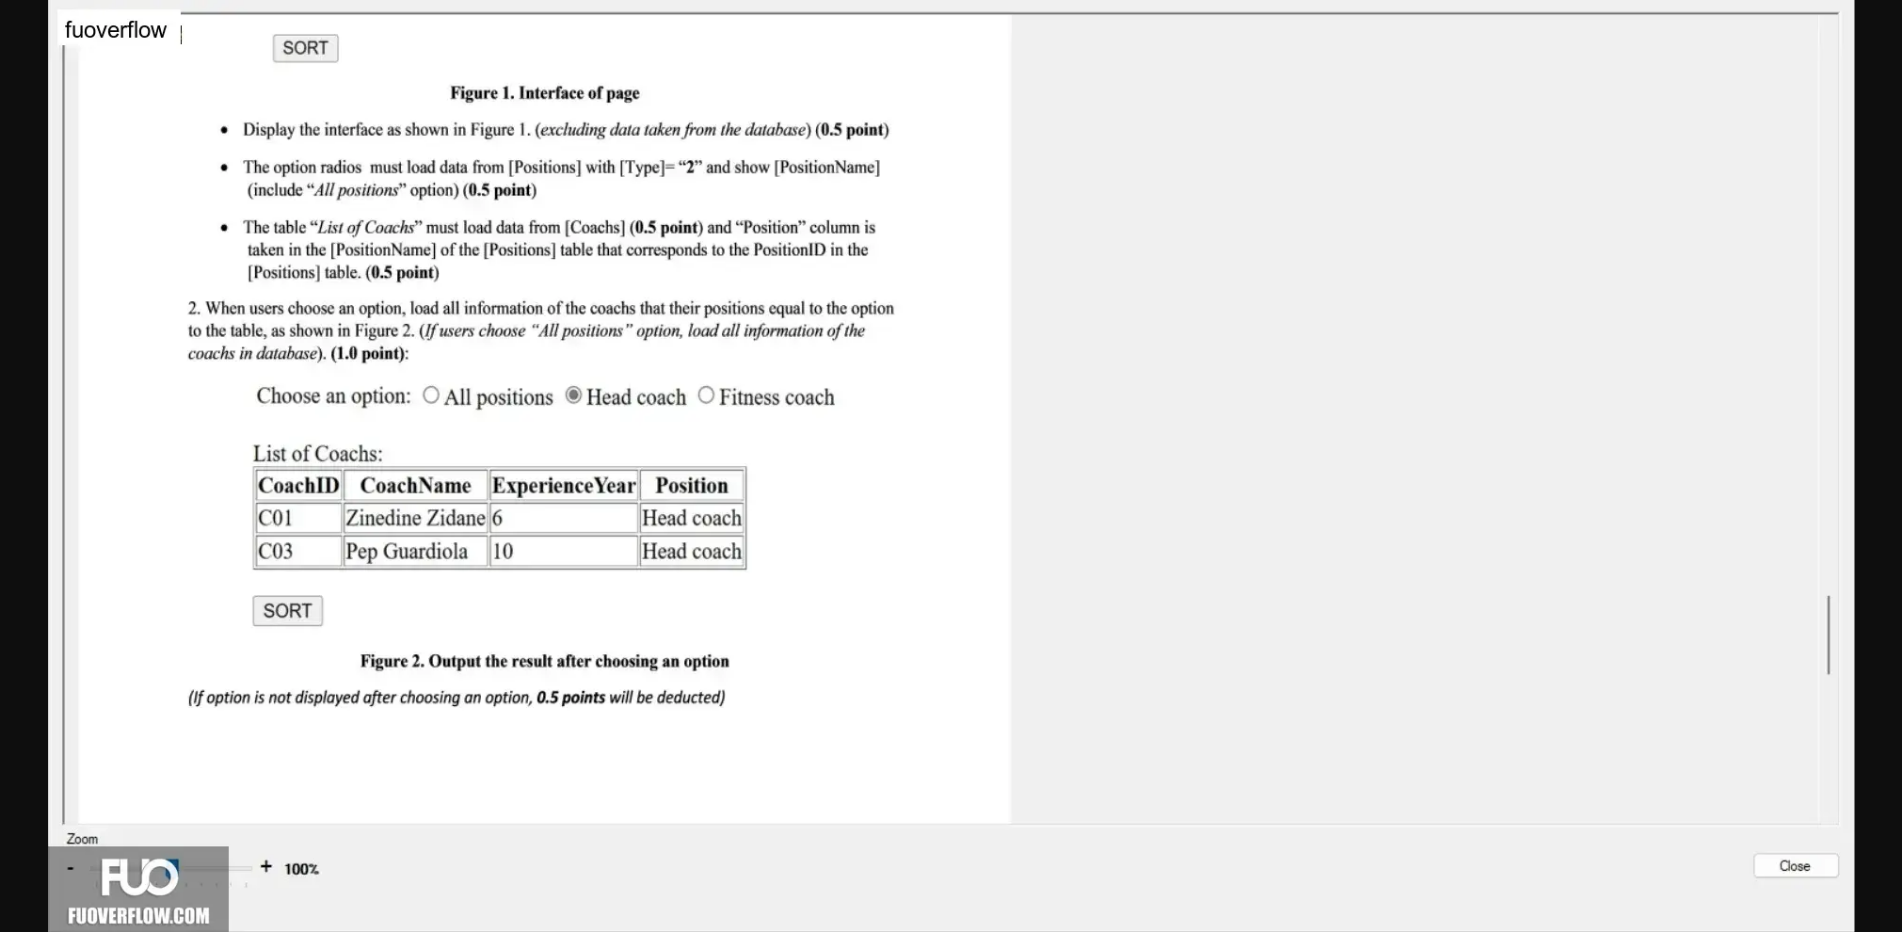 fuoverflow
SORT
Figure 1. Interface of page
• Display the interface as shown in Figure 1. (excluding data taken from the database) (0.5 point)
• The option radios must load data from [Positions] with [Type]= “2” and show [PositionName]
(include “All positions” option) (0.5 point)
• The table “List of Coachs” must load data from [Coachs] (0.5 point) and “Position” column is
taken in the [PositionName] of the [Positions] table that corresponds to the PositionID in the
[Positions] table. (0.5 point)
2. When users choose an option, load all information of the coachs that their positions equal to the option
to the table, as shown in Figure 2. (If users choose “All positions” option, load all information of the
coachs in database). (1.0 point):
Choose an option: All positions Head coach Fitness coach
List of Coachs:
CoachID CoachName ExperienceYear Position
C01 Zinedine Zidane 6 Head coach
C03 Pep Guardiola 10 Head coach
SORT
Figure 2. Output the result after choosing an option
(If option is not displayed after choosing an option, 0.5 points will be deducted)
Zoom
- + 100%
Close
FUO
FUOVERFLOW.COM